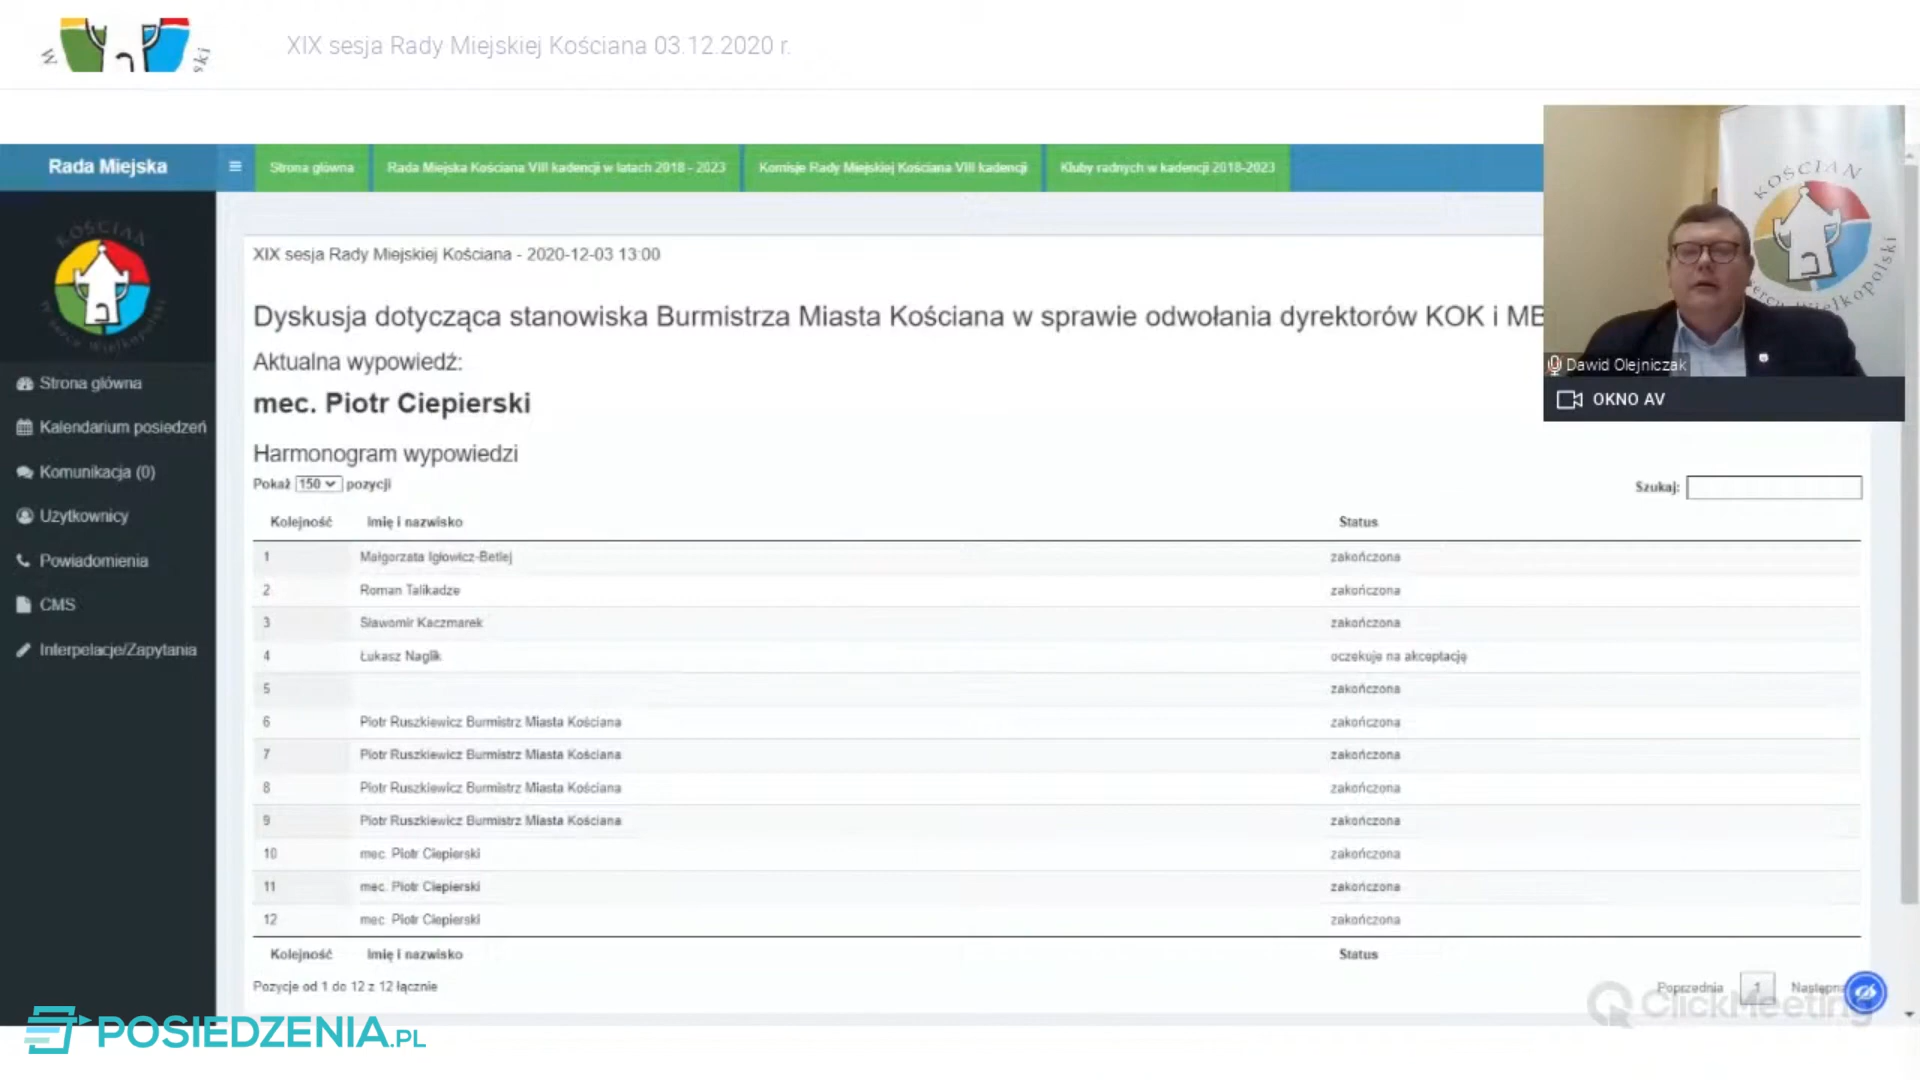 XIX sesja Rady Miejskiej Kościana 03.12.2020 r.
Rada Miejska
Strona główna
Rada Miejska Kościana VIII kadencji w latach 2018 - 2023
Komisje Rady Miejskiej Kościana VIII kadencji
Kluby radnych w kadencji 2018-2023
KOŚCIAN
Strona główna
Kalendarium posiedzeń
Komunikacja (0)
Użytkownicy
Powiadomienia
CMS
Interpelacje/Zapytania
XIX sesja Rady Miejskiej Kościana - 2020-12-03 13:00
Dyskusja dotycząca stanowiska Burmistrza Miasta Kościana w sprawie odwołania dyrektorów KOK i
Aktualna wypowiedź:
mec. Piotr Ciepierski
Harmonogram wypowiedzi
Pokaż 150 pozycji
Szukaj:
Kolejność Imię i nazwisko Status
1 Małgorzata Igłowicz-Betlej zakończona
2 Roman Talikadze zakończona
3 Sławomir Kaczmarek zakończona
4 Łukasz Naglik oczekuje na akceptację
5 zakończona
6 Piotr Ruszkiewicz Burmistrz Miasta Kościana zakończona
7 Piotr Ruszkiewicz Burmistrz Miasta Kościana zakończona
8 Piotr Ruszkiewicz Burmistrz Miasta Kościana zakończona
9 Piotr Ruszkiewicz Burmistrz Miasta Kościana zakończona
10 mec. Piotr Ciepierski zakończona
11 mec. Piotr Ciepierski zakończona
12 mec. Piotr Ciepierski zakończona
Kolejność Imię i nazwisko Status
Pozycje od 1 do 12 z 12 łącznie
Poprzednia 1
KOŚCIAN
Wielkopolski
Dawid Olejniczak
OKNO AV
ClickMeeting
POSIEDZENIA.PL